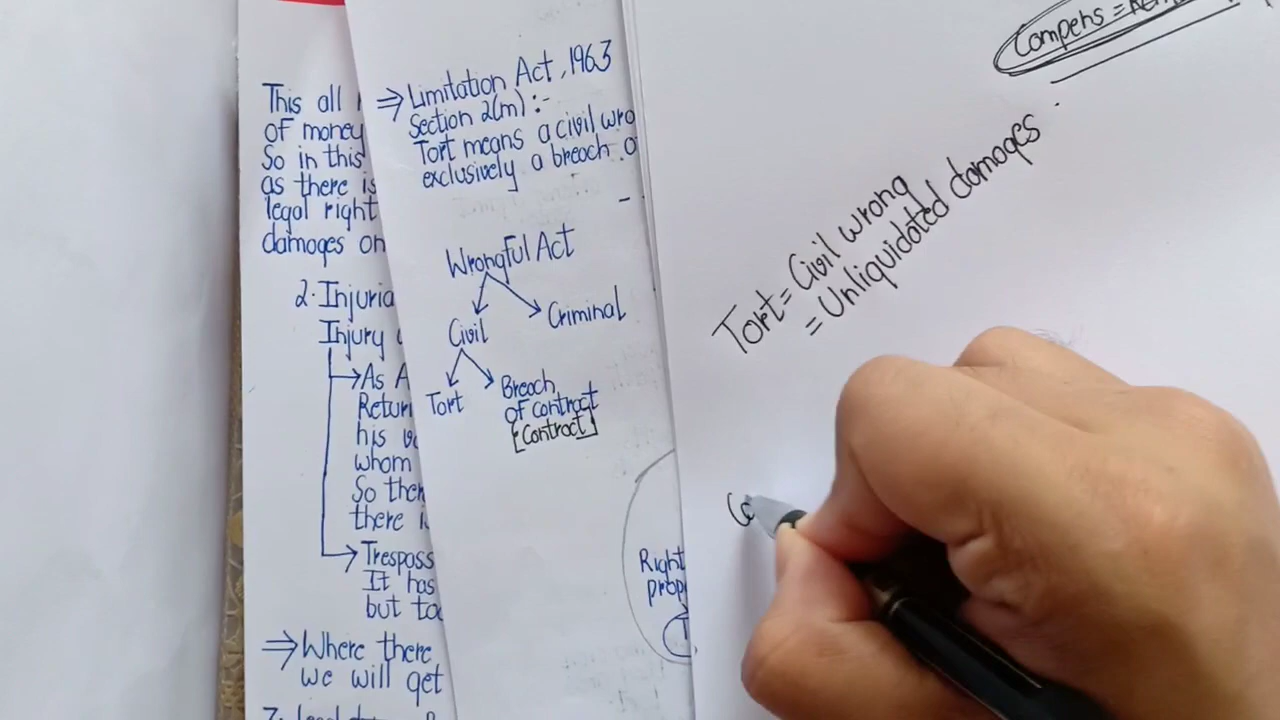 This all
of money
So in this
as there is
legal right
damages on
2. Injuria
Injury
As A
Return
his
whom
So then
there i
Trespass
It has
but to
⇒ Where there
we will get
⇒ Limitation Act, 1963
Section 2(m) :-
Tort means a civil wro
exclusively a breach o
Wrongful Act
Civil
Criminal
Tort
Breach
of contract
[Contract]
Right
prop
Compens =
Tort = Civil wrong
= Unliquidated damages
Co